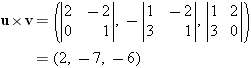 u × v = ( |2 -2; 0 1|, - |1 -2; 3 1|, |1 2; 3 0| )
= (2, -7, -6)